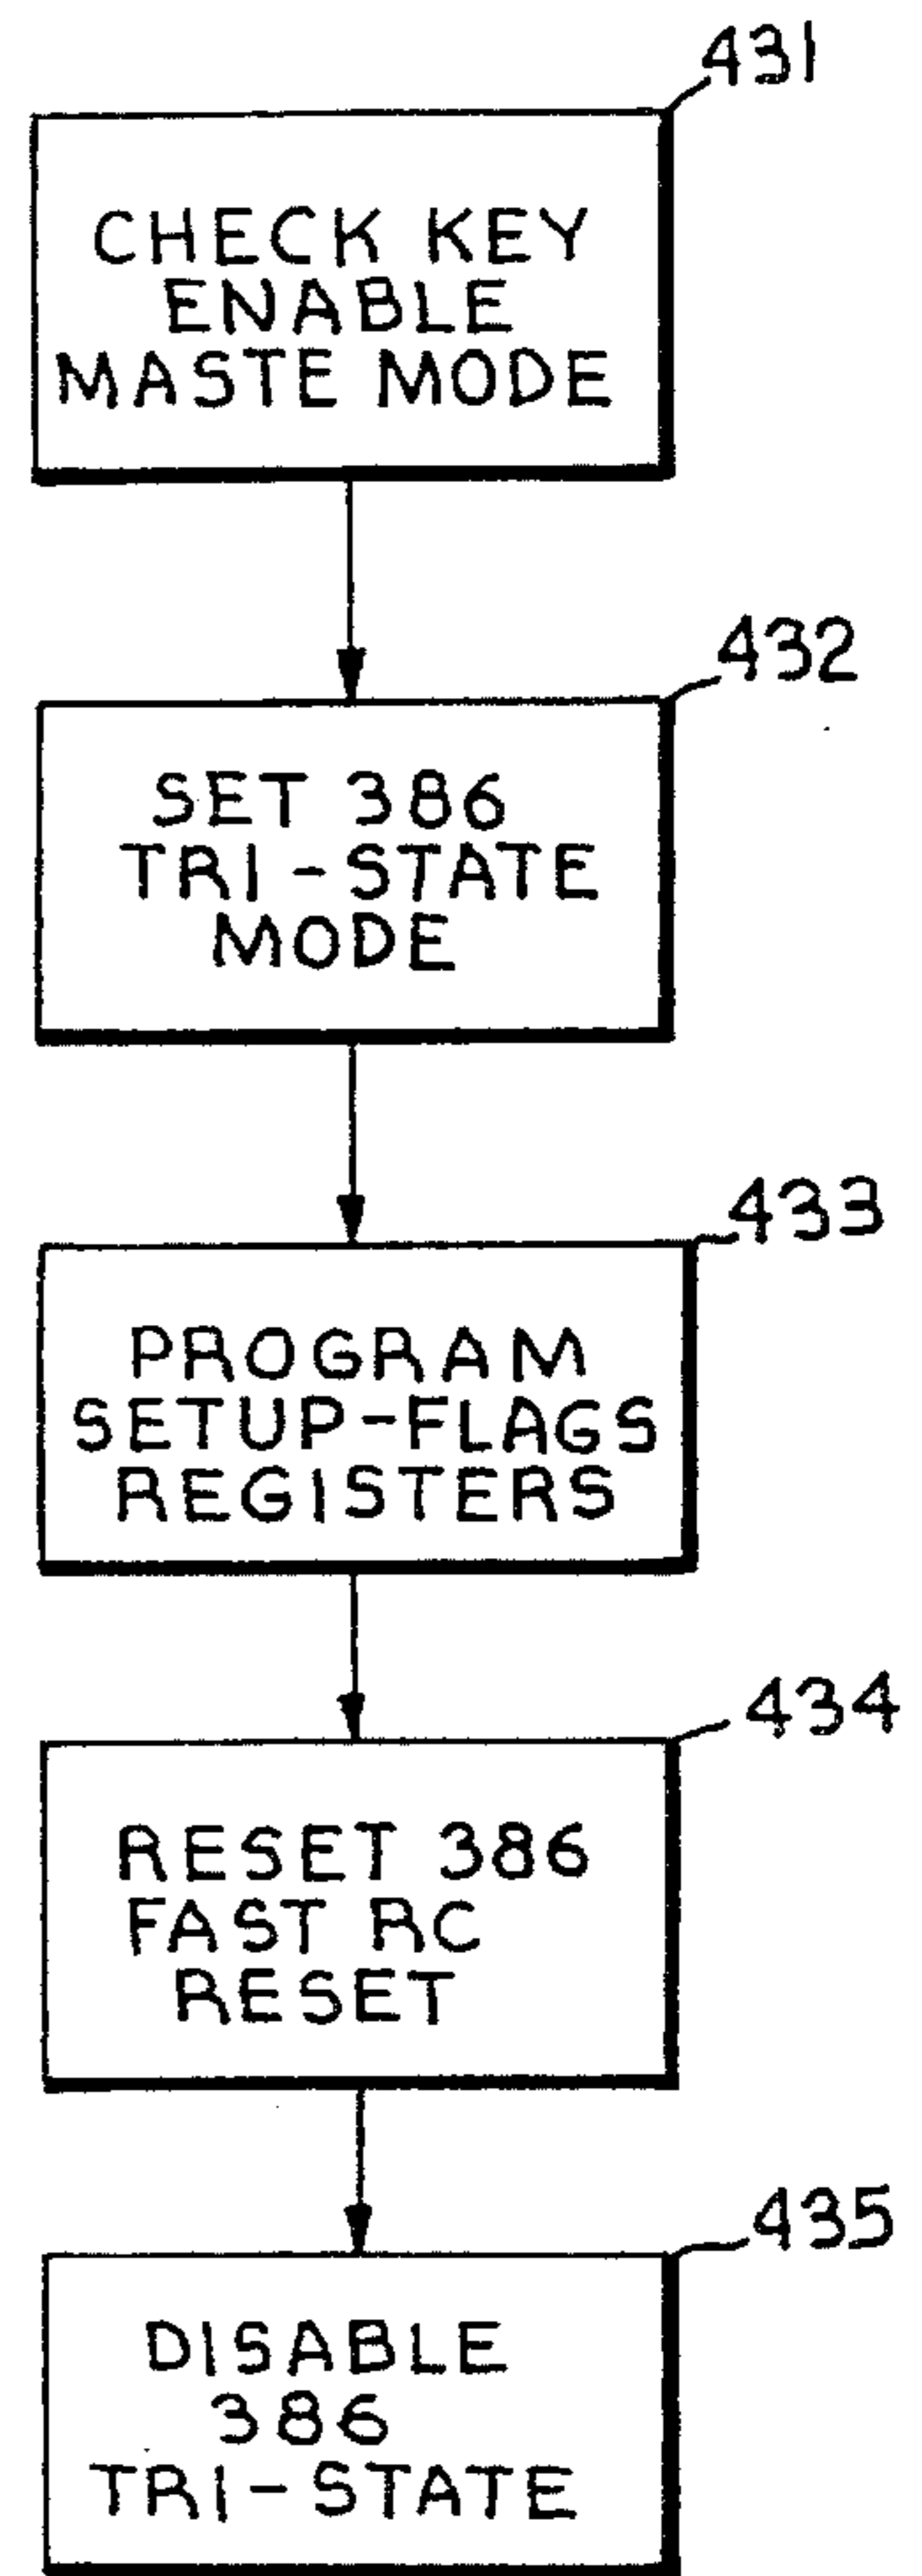 431
CHECK KEY
ENABLE
MASTE MODE
432
SET 386
TRI-STATE
MODE
433
PROGRAM
SETUP-FLAGS
REGISTERS
434
RESET 386
FAST RC
RESET
435
DISABLE
386
TRI-STATE